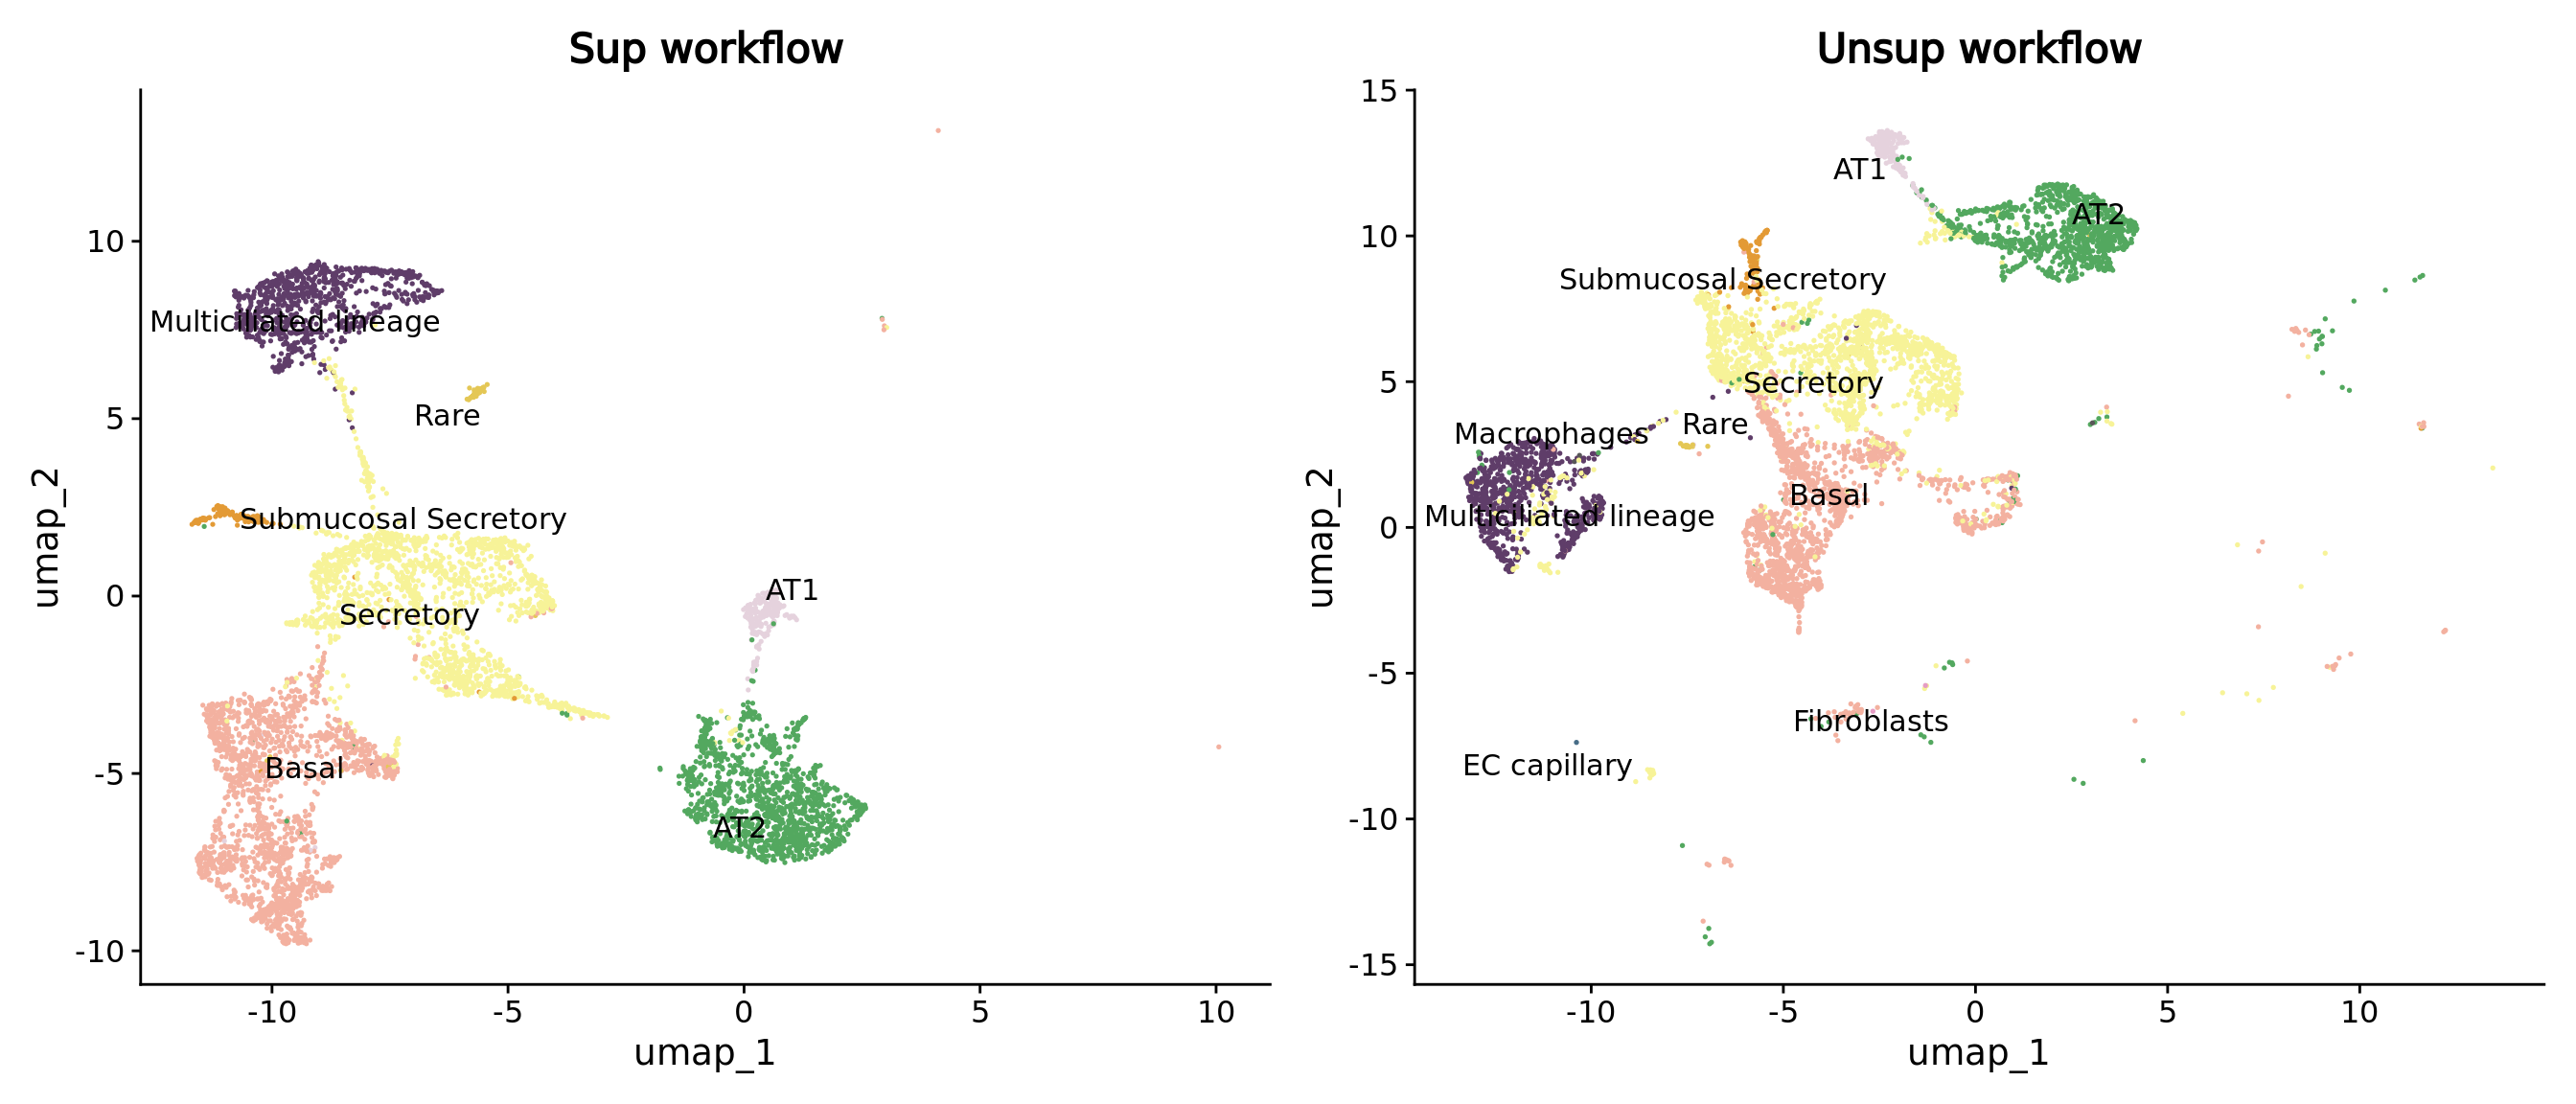 Sup workflow
umap_2
10
5
0
-5
-10
Multiciliated lineage
Rare
Submucosal Secretory
Secretory
AT1
Basal
AT2
-10
-5
0
5
10
umap_1
Unsup workflow
umap_2
15
10
5
0
-5
-10
-15
AT1
AT2
Submucosal Secretory
Secretory
Rare
Macrophages
Basal
Multiciliated lineage
Fibroblasts
EC capillary
-10
-5
0
5
10
umap_1